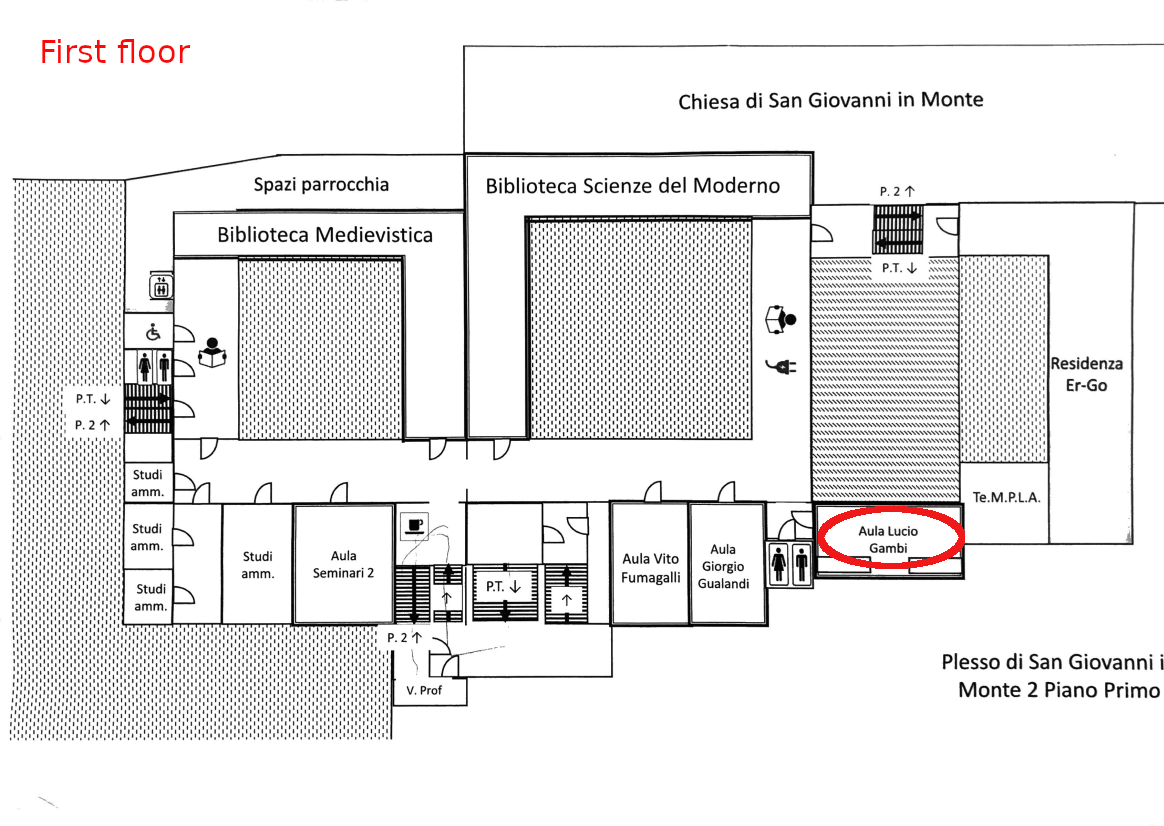 First floor
Chiesa di San Giovanni in Monte
Spazi parrocchia
Biblioteca Scienze del Moderno
P. 2 ↑
Biblioteca Medievistica
P.T. ↓
Residenza
Er-Go
P.T. ↓
P. 2 ↑
Studi
amm.
Te.M.P.L.A.
Studi
amm.
Studi
amm.
Aula
Seminari 2
Aula Vito
Fumagalli
Aula
Giorgio
Gualandi
Aula Lucio
Gambi
Studi
amm.
↑
P.T. ↓
↑
P. 2 ↑
V. Prof
Plesso di San Giovanni i
Monte 2 Piano Primo